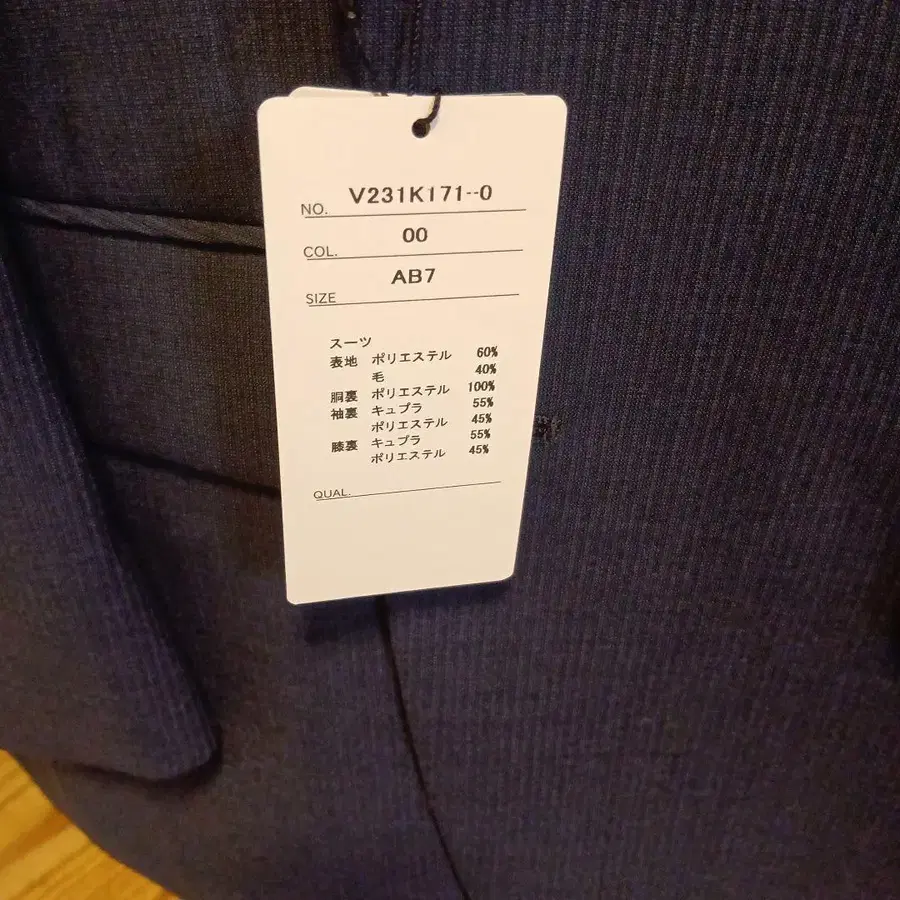 NO. V231K171--0
COL. 00
SIZE AB7
スーツ
表地 ポリエステル 60%
毛 40%
胴裏 ポリエステル 100%
袖裏 キュプラ 55%
ポリエステル 45%
膝裏 キュプラ 55%
ポリエステル 45%
QUAL.